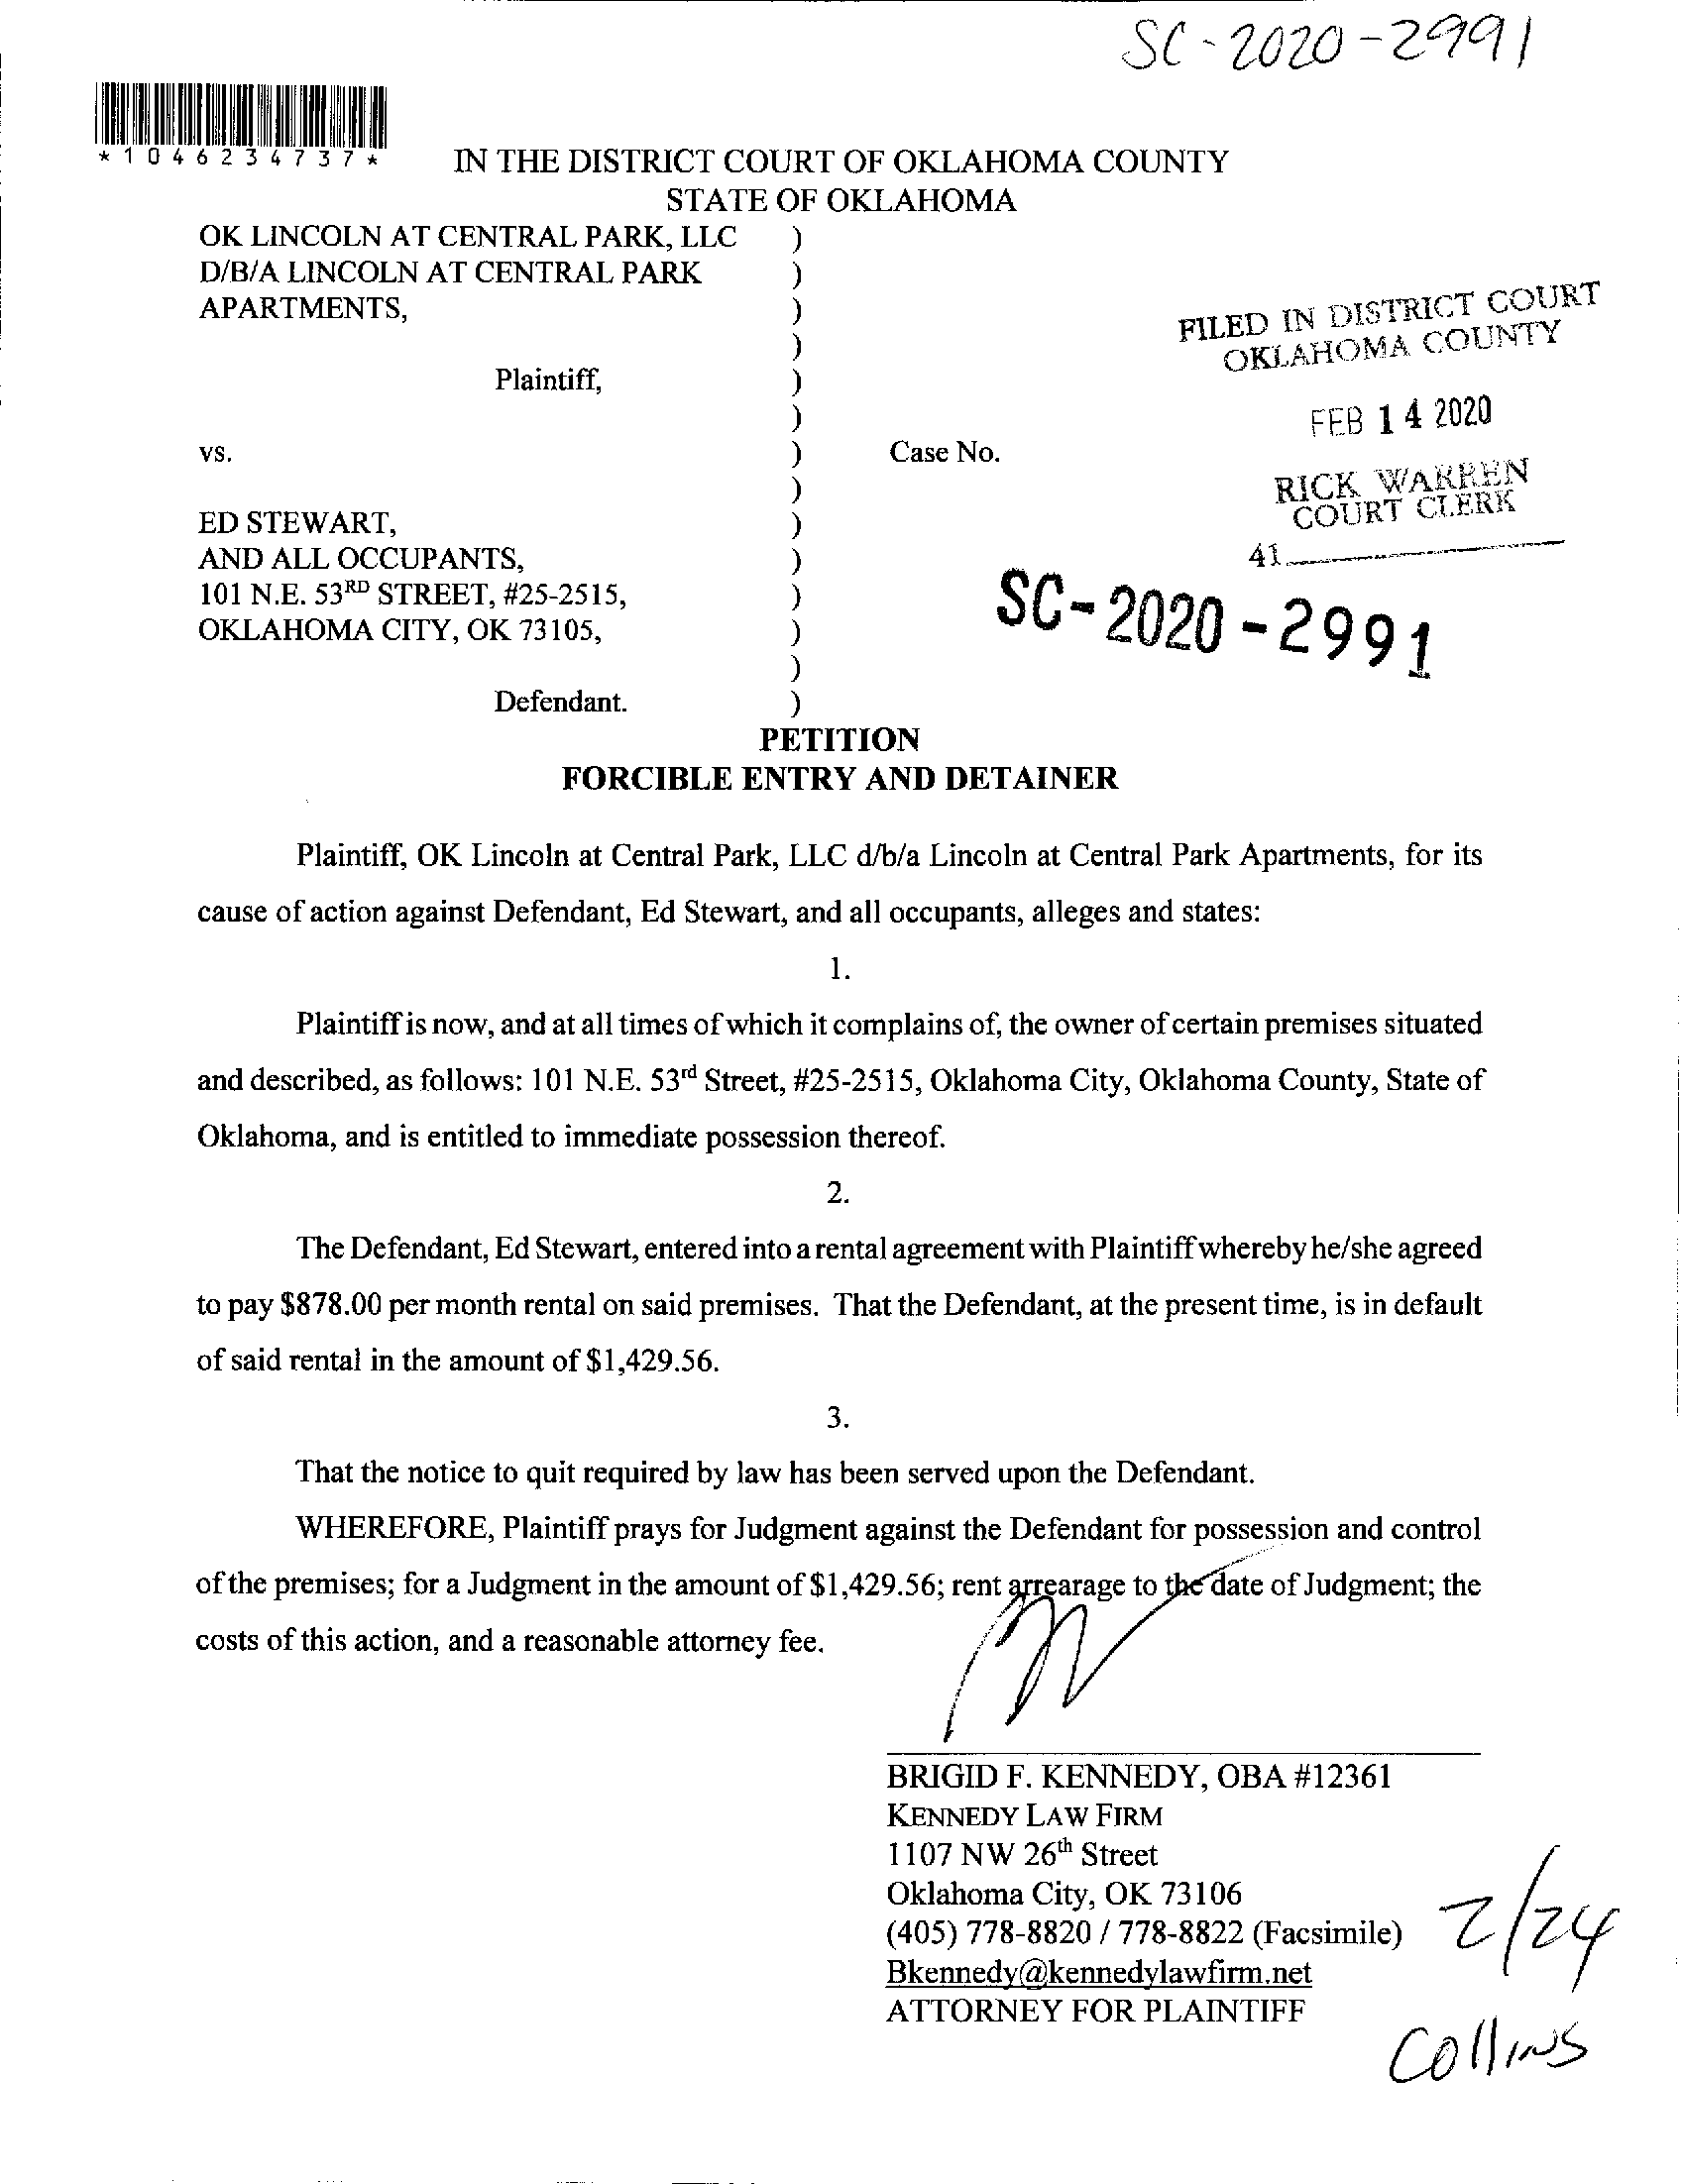 SC-2020-2991
*1046234737*
IN THE DISTRICT COURT OF OKLAHOMA COUNTY
STATE OF OKLAHOMA
OK LINCOLN AT CENTRAL PARK, LLC )
D/B/A LINCOLN AT CENTRAL PARK )
APARTMENTS, )
)
Plaintiff, )
)
vs. ) Case No.
)
ED STEWART, )
AND ALL OCCUPANTS, )
101 N.E. 53RD STREET, #25-2515, )
OKLAHOMA CITY, OK 73105, )
)
Defendant. )
FILED IN DISTRICT COURT
OKLAHOMA COUNTY
FEB 14 2020
RICK WARREN
COURT CLERK
41
SC-2020-2991
PETITION
FORCIBLE ENTRY AND DETAINER
Plaintiff, OK Lincoln at Central Park, LLC d/b/a Lincoln at Central Park Apartments, for its
cause of action against Defendant, Ed Stewart, and all occupants, alleges and states:
1.
Plaintiff is now, and at all times of which it complains of, the owner of certain premises situated
and described, as follows: 101 N.E. 53rd Street, #25-2515, Oklahoma City, Oklahoma County, State of
Oklahoma, and is entitled to immediate possession thereof.
2.
The Defendant, Ed Stewart, entered into a rental agreement with Plaintiff whereby he/she agreed
to pay $878.00 per month rental on said premises. That the Defendant, at the present time, is in default
of said rental in the amount of $1,429.56.
3.
That the notice to quit required by law has been served upon the Defendant.
WHEREFORE, Plaintiff prays for Judgment against the Defendant for possession and control
of the premises; for a Judgment in the amount of $1,429.56; rent arrearage to the date of Judgment; the
costs of this action, and a reasonable attorney fee.
BRIGID F. KENNEDY, OBA #12361
KENNEDY LAW FIRM
1107 NW 26th Street
Oklahoma City, OK 73106
(405) 778-8820 / 778-8822 (Facsimile)
Bkennedy@kennedylawfirm.net
ATTORNEY FOR PLAINTIFF
2/24
Collins